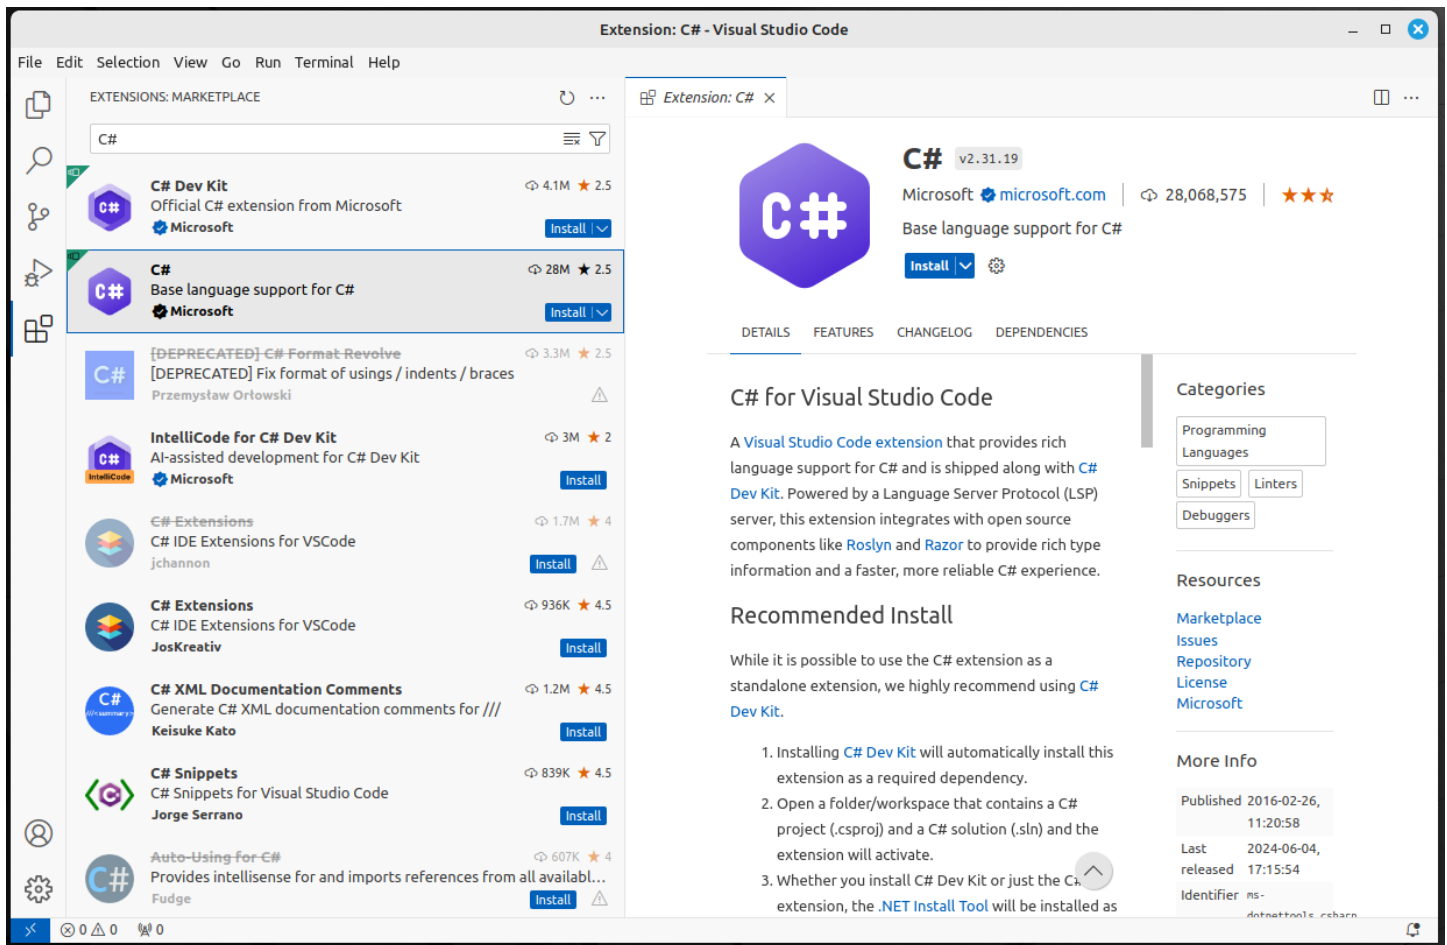 Extension: C# - Visual Studio Code
File Edit Selection View Go Run Terminal Help
EXTENSIONS: MARKETPLACE
C#
C# Dev Kit 4.1M ★ 2.5
Official C# extension from Microsoft
Microsoft Install
C# 28M ★ 2.5
Base language support for C#
Microsoft Install
C#
[DEPRECATED] C# Format Revolve 3.3M ★ 2.5
[DEPRECATED] Fix format of usings / indents / braces
Przemysław Orłowski
IntelliCode for C# Dev Kit 3M ★ 2
AI-assisted development for C# Dev Kit
IntelliCode
Microsoft Install
C# Extensions 1.7M ★ 4
C# IDE Extensions for VSCode
jchannon Install
C# Extensions 936K ★ 4.5
C# IDE Extensions for VSCode
JosKreativ Install
C#
///<summary>
C# XML Documentation Comments 1.2M ★ 4.5
Generate C# XML documentation comments for ///
Keisuke Kato Install
C# Snippets 839K ★ 4.5
C# Snippets for Visual Studio Code
Jorge Serrano Install
C#
Auto-Using for C# 607K ★ 4
Provides intellisense for and imports references from all availabl...
Fudge Install
0 0 0
Extension: C#
C#
C# v2.31.19
Microsoft microsoft.com 28,068,575
Base language support for C#
Install
DETAILS FEATURES CHANGELOG DEPENDENCIES
C# for Visual Studio Code
A Visual Studio Code extension that provides rich
language support for C# and is shipped along with C#
Dev Kit. Powered by a Language Server Protocol (LSP)
server, this extension integrates with open source
components like Roslyn and Razor to provide rich type
information and a faster, more reliable C# experience.
Recommended Install
While it is possible to use the C# extension as a
standalone extension, we highly recommend using C#
Dev Kit.
1. Installing C# Dev Kit will automatically install this
extension as a required dependency.
2. Open a folder/workspace that contains a C#
project (.csproj) and a C# solution (.sln) and the
extension will activate.
3. Whether you install C# Dev Kit or just the C#
extension, the .NET Install Tool will be installed as
Categories
Programming
Languages
Snippets Linters
Debuggers
Resources
Marketplace
Issues
Repository
License
Microsoft
More Info
Published 2016-02-26,
11:20:58
Last 2024-06-04,
released 17:15:54
Identifier ms-
dotnettools.csharp